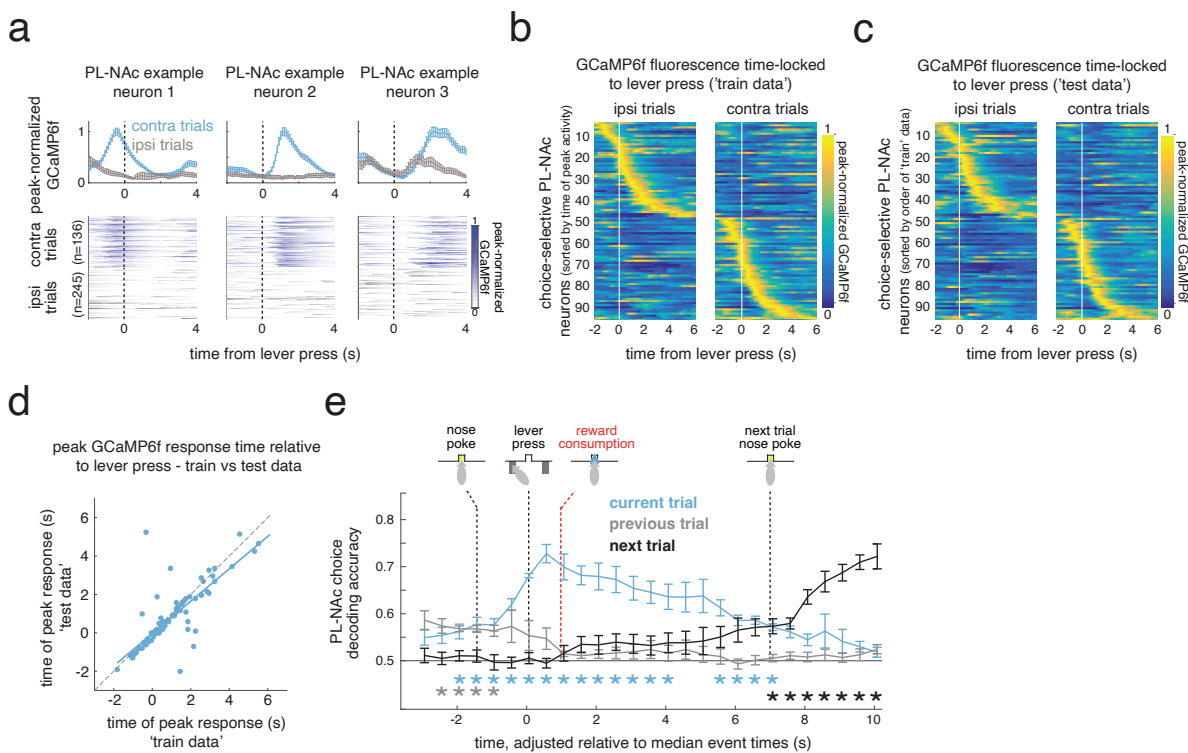 a
PL-NAc example
neuron 1
PL-NAc example
neuron 2
PL-NAc example
neuron 3
peak-normalized
GCaMP6f
1
0
contra trials
ipsi trials
0
4
0
4
0
4
contra
trials
(n=136)
ipsi
trials
(n=245)
0
4
0
4
0
4
1
0
peak-normalized
GCaMP6f
time from lever press (s)
b
GCaMP6f fluorescence time-locked
to lever press ('train data')
ipsi trials
contra trials
choice-selective PL-NAc
neurons (sorted by time of peak activity)
10
20
30
40
50
60
70
80
90
-2 0 2 4 6
-2 0 2 4 6
1
0
peak-normalized GCaMP6f
time from lever press (s)
c
GCaMP6f fluorescence time-locked
to lever press ('test data')
ipsi trials
contra trials
choice-selective PL-NAc
neurons (sorted by order of 'train' data)
10
20
30
40
50
60
70
80
90
-2 0 2 4 6
-2 0 2 4 6
1
0
peak-normalized GCaMP6f
time from lever press (s)
d
peak GCaMP6f response time relative
to lever press - train vs test data
time of peak response (s)
'test data'
6
4
2
0
-2
-2 0 2 4 6
time of peak response (s)
'train data'
e
nose
poke
lever
press
reward
consumption
next trial
nose poke
current trial
previous trial
next trial
PL-NAc choice
decoding accuracy
0.8
0.7
0.6
0.5
* * * * * * * * * * * * * * * * *
* * * *
* * * * * * *
-2 0 2 4 6 8 10
time, adjusted relative to median event times (s)